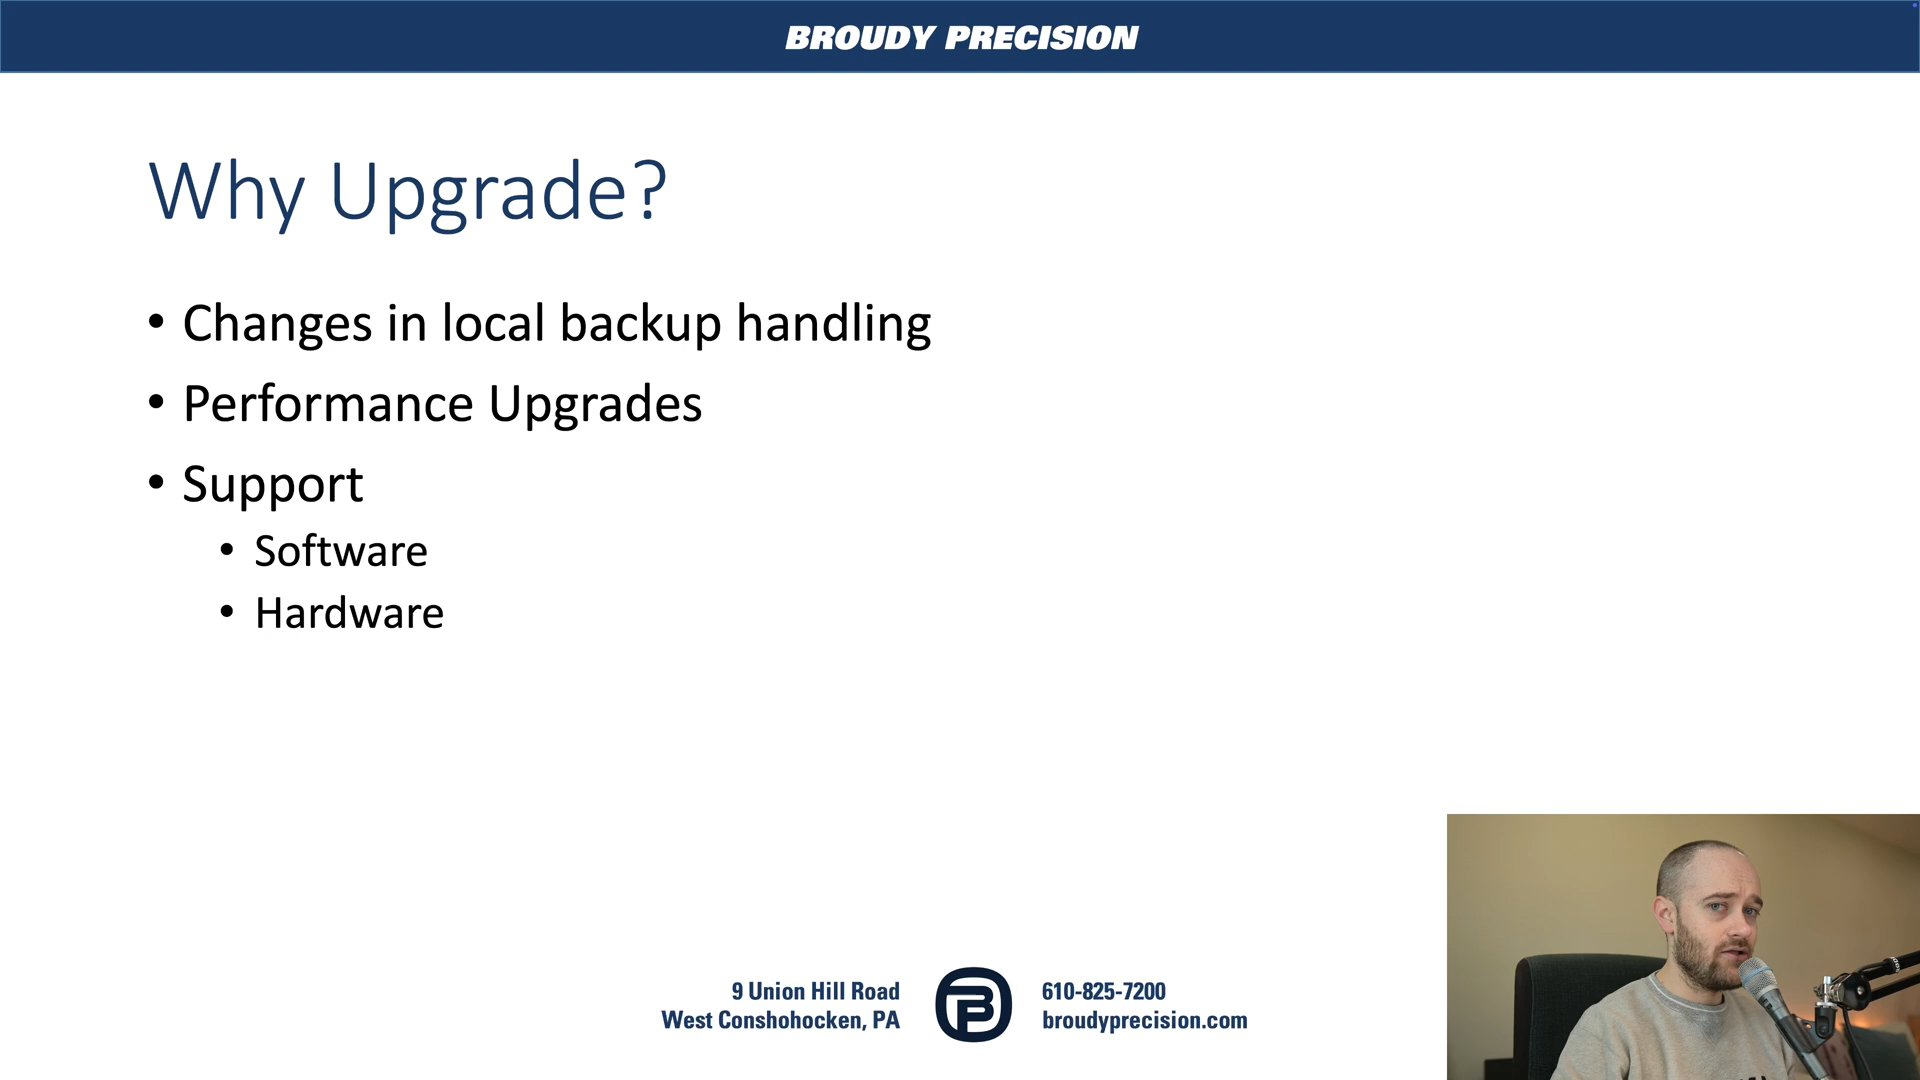 BROUDY PRECISION
Why Upgrade?
• Changes in local backup handling
• Performance Upgrades
• Support
• Software
• Hardware
9 Union Hill Road
West Conshohocken, PA
610-825-7200
broudyprecision.com